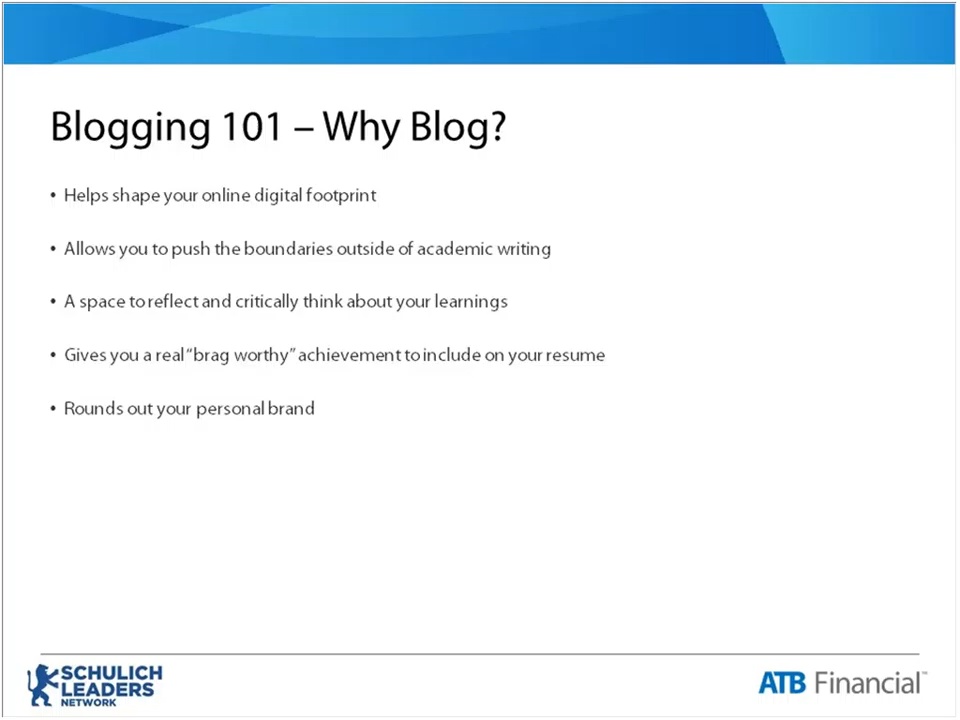 Blogging 101 – Why Blog?
• Helps shape your online digital footprint
• Allows you to push the boundaries outside of academic writing
• A space to reflect and critically think about your learnings
• Gives you a real “brag worthy” achievement to include on your resume
• Rounds out your personal brand
SCHULICH
LEADERS
NETWORK
ATB Financial™